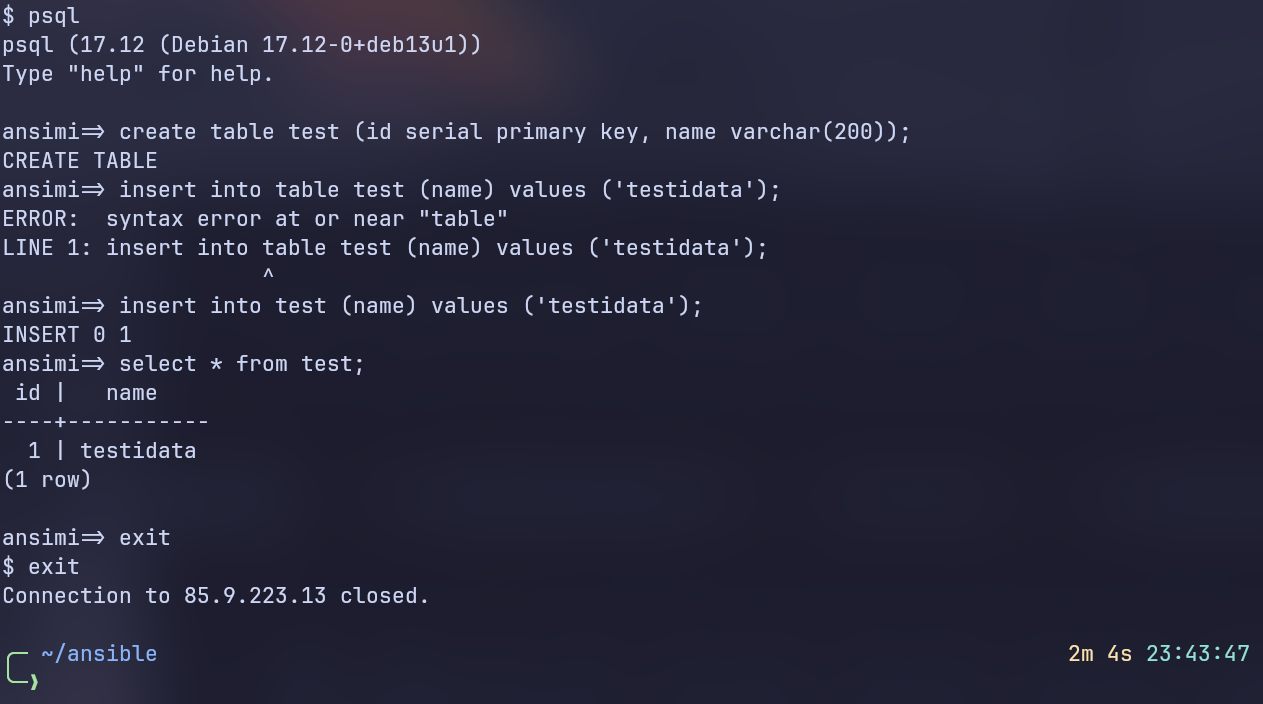 $ psql
psql (17.12 (Debian 17.12-0+deb13u1))
Type "help" for help.

ansimi=> create table test (id serial primary key, name varchar(200));
CREATE TABLE
ansimi=> insert into table test (name) values ('testidata');
ERROR:  syntax error at or near "table"
LINE 1: insert into table test (name) values ('testidata');
                    ^
ansimi=> insert into test (name) values ('testidata');
INSERT 0 1
ansimi=> select * from test;
 id |   name
----+-----------
  1 | testidata
(1 row)

ansimi=> exit
$ exit
Connection to 85.9.223.13 closed.

~/ansible 2m 4s 23:43:47
❯